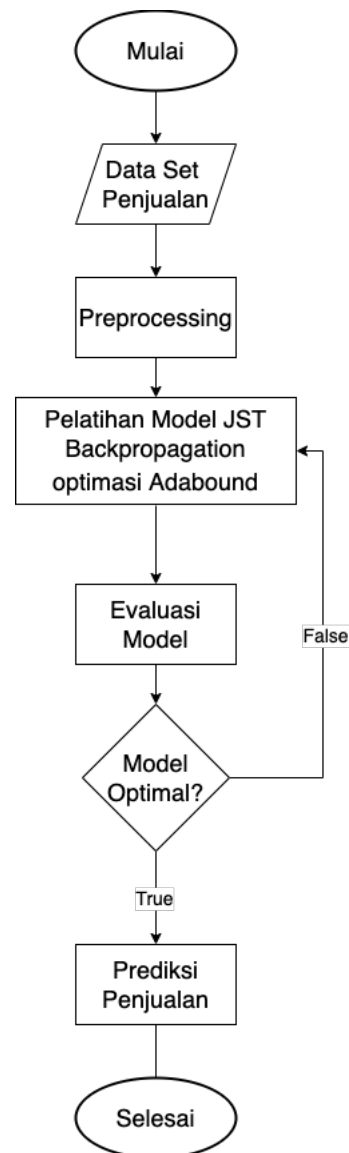 Mulai
Data Set
Penjualan
Preprocessing
Pelatihan Model JST
Backpropagation
optimasi Adabound
Evaluasi
Model
False
Model
Optimal?
True
Prediksi
Penjualan
Selesai